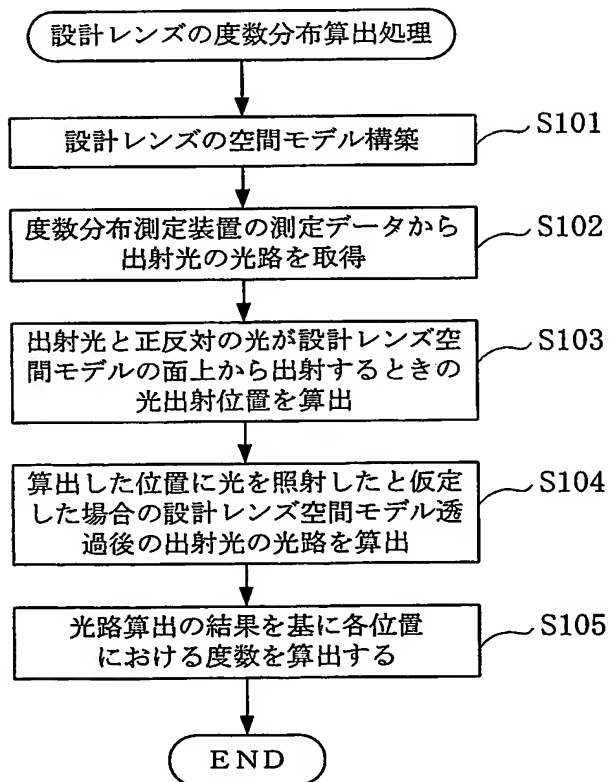 設計レンズの度数分布算出処理
設計レンズの空間モデル構築
S101
度数分布測定装置の測定データから
出射光の光路を取得
S102
出射光と正反対の光が設計レンズ空
間モデルの面上から出射するときの
光出射位置を算出
S103
算出した位置に光を照射したと仮定
した場合の設計レンズ空間モデル透
過後の出射光の光路を算出
S104
光路算出の結果を基に各位置
における度数を算出する
S105
END